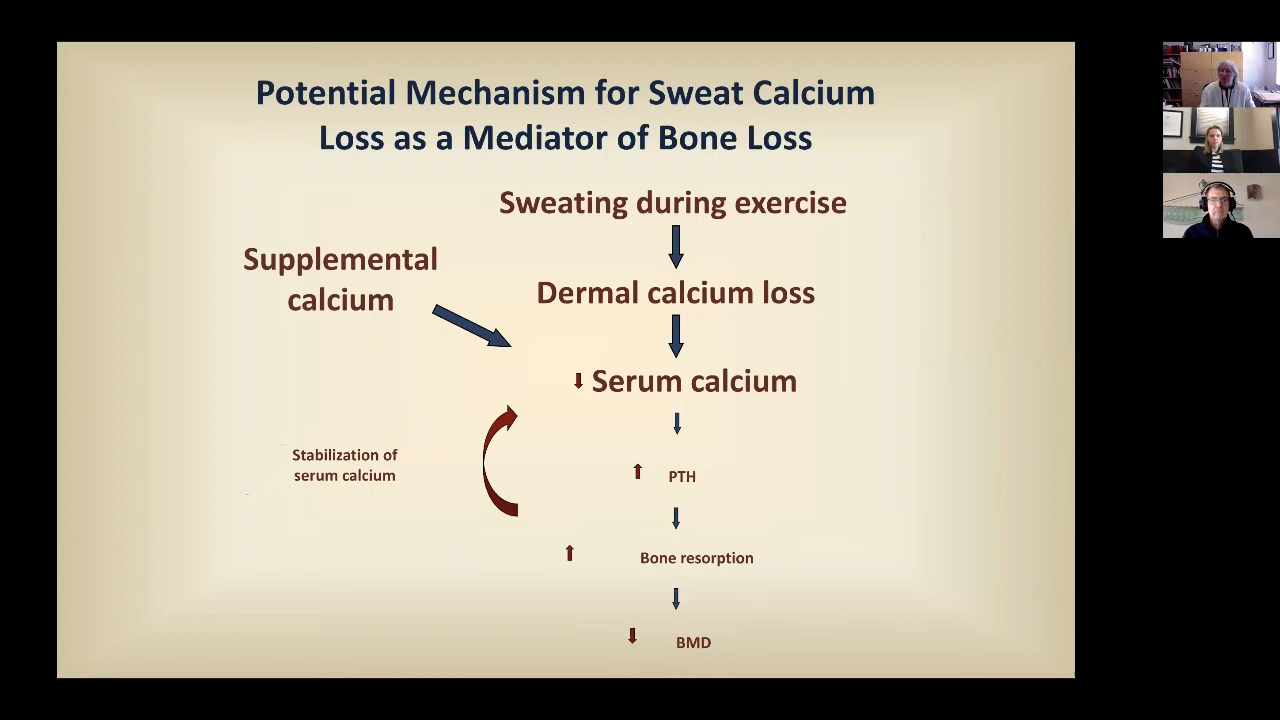 Potential Mechanism for Sweat Calcium
Loss as a Mediator of Bone Loss
Sweating during exercise
Supplemental
calcium
Dermal calcium loss
Serum calcium
Stabilization of
serum calcium
PTH
Bone resorption
BMD